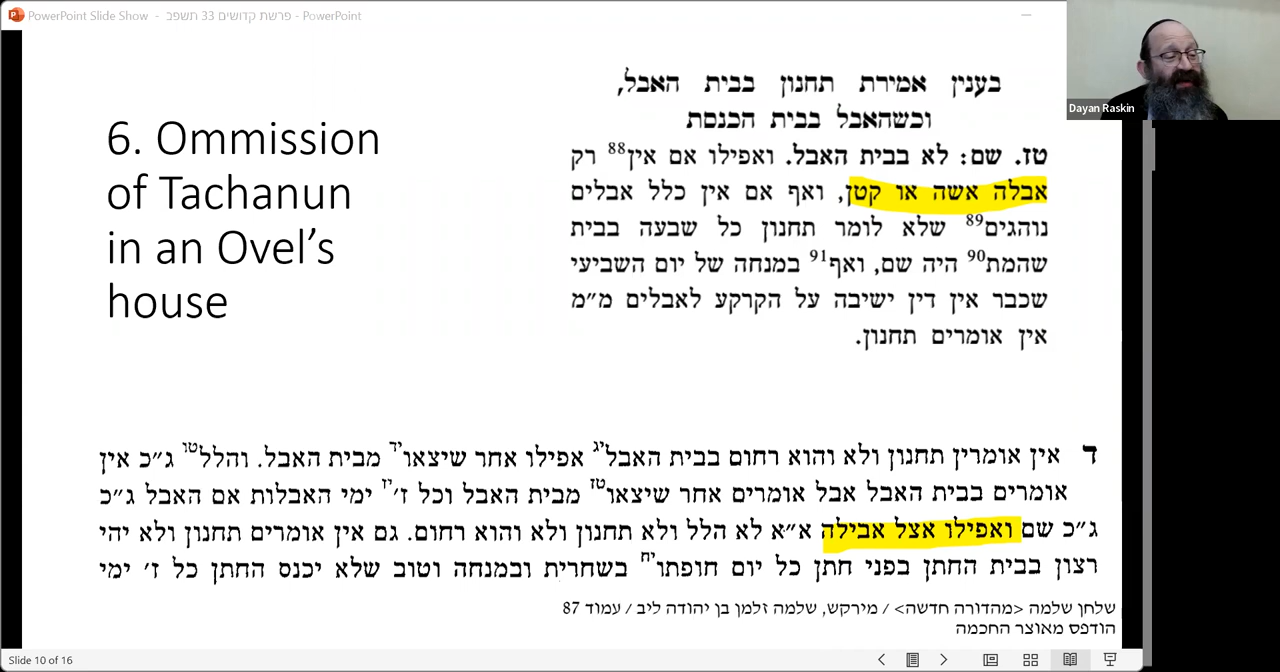 PowerPoint Slide Show - פרשת קדושים 33 תשפב - PowerPoint
Dayan Raskin
6. Ommission
of Tachanun
in an Ovel’s
house
בענין אמירת תחנון בבית האבל,
וכשהאבל בבית הכנסת
טז. שם: לא בבית האבל. ואפילו אם אין88 רק
אבלה אשה או קטן, ואף אם אין כלל אבלים
נוהגים89 שלא לומר תחנון כל שבעה בבית
שהמת90 היה שם, ואף91 במנחה של יום השביעי
שכבר אין דין ישיבה על הקרקע לאבלים מ״מ
אין אומרים תחנון.
ד אין אומרין תחנון ולא והוא רחום בבית האבלי״ג אפילו אחר שיצאוי״ד מבית האבל. והללטו ג״כ אין
אומרים בבית האבל אבל אומרים אחר שיצאוטז מבית האבל וכל ז׳י״ז ימי האבלות אם האבל ג״כ
ג״כ שם ואפילו אצל אבילה א״א לא הלל ולא תחנון ולא והוא רחום. גם אין אומרים תחנון ולא יהי
רצון בבית החתן בפני חתן כל יום חופתוי״ח בשחרית ובמנחה וטוב שלא יכנס החתן כל ז׳ ימי
שלחן שלמה <מהדורה חדשה> / מירקש, שלמה זלמן בן יהודה ליב / עמוד 87
הודפס מאוצר החכמה
Slide 10 of 16